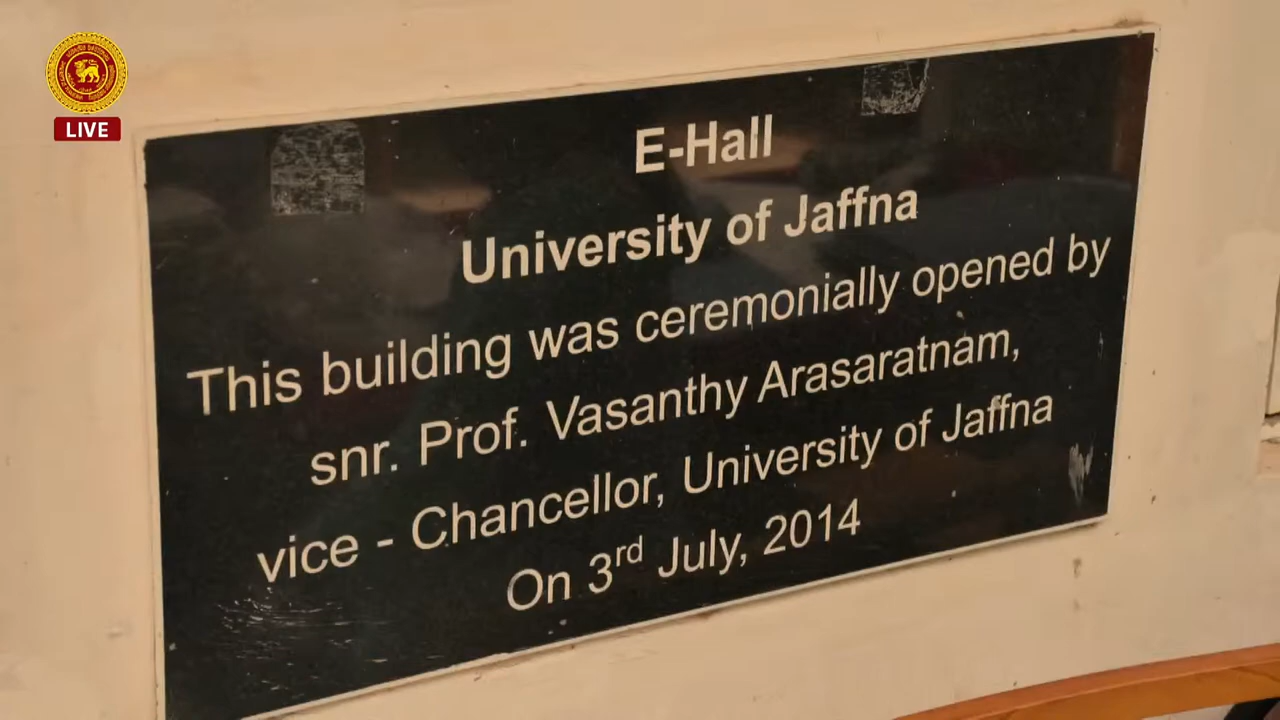 LIVE
E-Hall
University of Jaffna
This building was ceremonially opened by
snr. Prof. Vasanthy Arasaratnam,
vice - Chancellor, University of Jaffna
On 3rd July, 2014